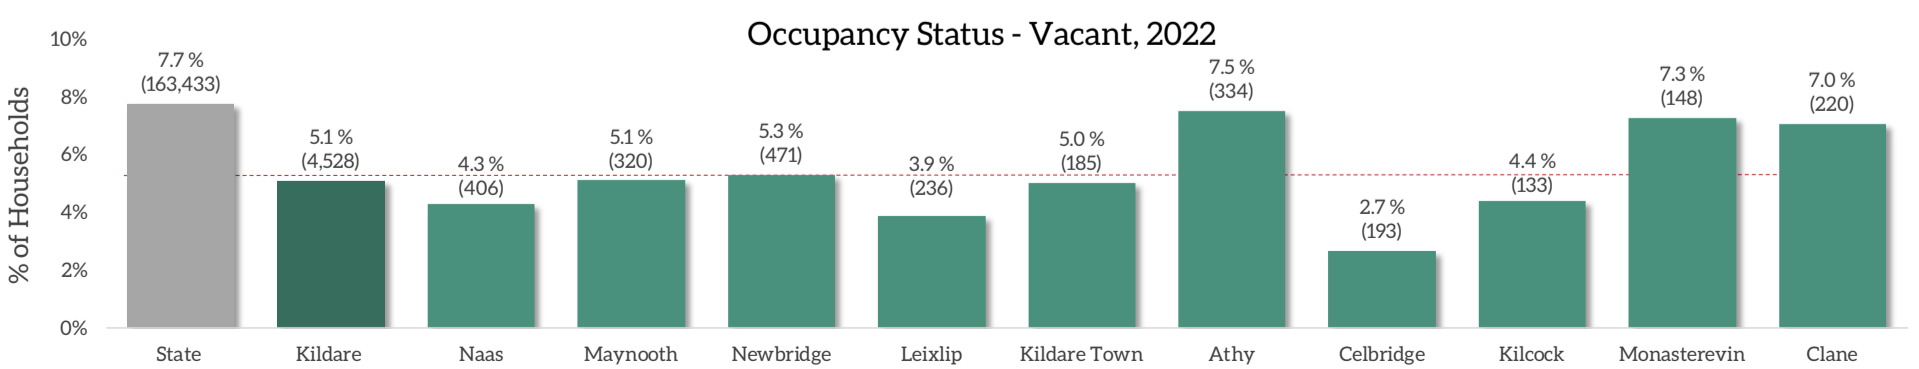 Occupancy Status - Vacant, 2022
% of Households
10%
8%
6%
4%
2%
0%
7.7 %
(163,433)
5.1 %
(4,528)
4.3 %
(406)
5.1 %
(320)
5.3 %
(471)
3.9 %
(236)
5.0 %
(185)
7.5 %
(334)
2.7 %
(193)
4.4 %
(133)
7.3 %
(148)
7.0 %
(220)
State
Kildare
Naas
Maynooth
Newbridge
Leixlip
Kildare Town
Athy
Celbridge
Kilcock
Monasterevin
Clane